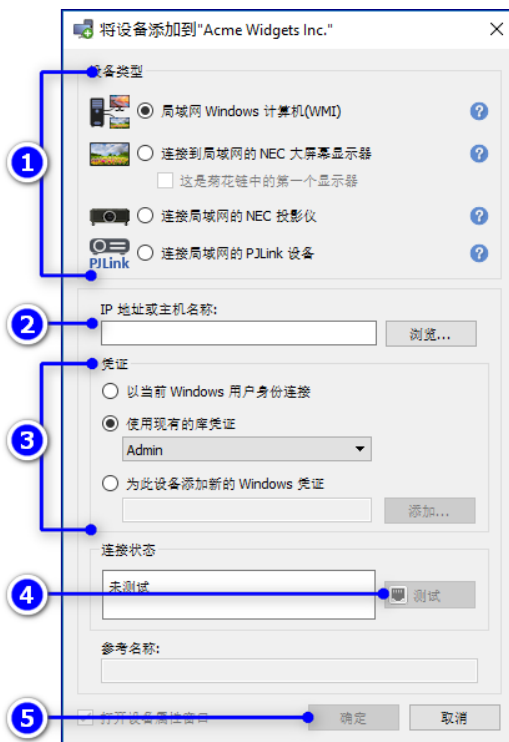 将设备添加到"Acme Widgets Inc."
设备类型
局域网 Windows 计算机(WMI)
连接到局域网的 NEC 大屏幕显示器
这是菊花链中的第一个显示器
连接局域网的 NEC 投影仪
PJLink
连接局域网的 PJLink 设备
1
IP 地址或主机名称:
2
浏览...
凭证
以当前 Windows 用户身份连接
使用现有的库凭证
3
Admin
为此设备添加新的 Windows 凭证
添加...
连接状态
未测试
4
测试
参考名称:
5
打开设备属性窗口
确定
取消